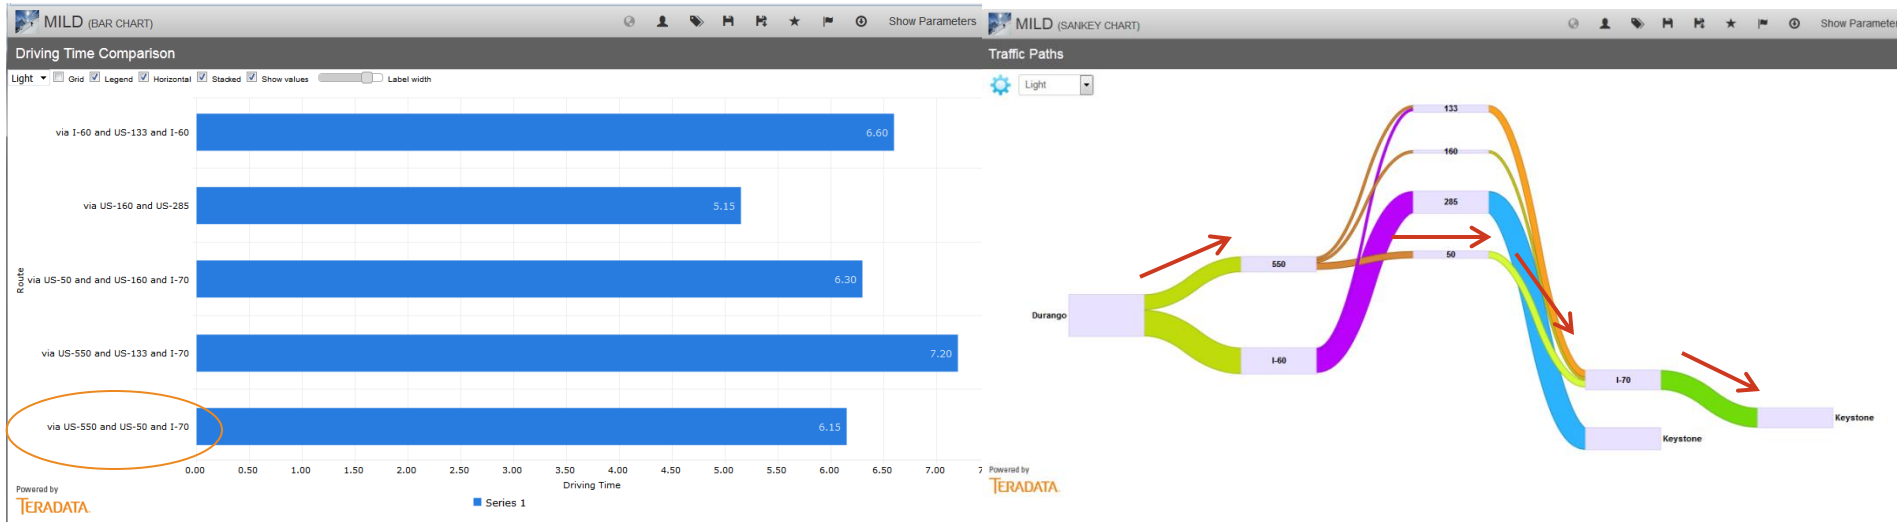 MILD (BAR CHART)
Show Parameters
Driving Time Comparison
Light Grid Legend Horizontal Stacked Show values Label width
Route
via I-60 and US-133 and I-60
6.60
via US-160 and US-285
5.15
via US-50 and and US-160 and I-70
6.30
via US-550 and US-133 and I-70
7.20
via US-550 and US-50 and I-70
6.15
0.00 0.50 1.00 1.50 2.00 2.50 3.00 3.50 4.00 4.50 5.00 5.50 6.00 6.50 7.00 7
Driving Time
Series 1
Powered by
TERADATA.
MILD (SANKEY CHART)
Show Parameter
Traffic Paths
Light
133
160
285
50
550
Durango
I-60
I-70
Keystone
Keystone
Powered by
TERADATA.